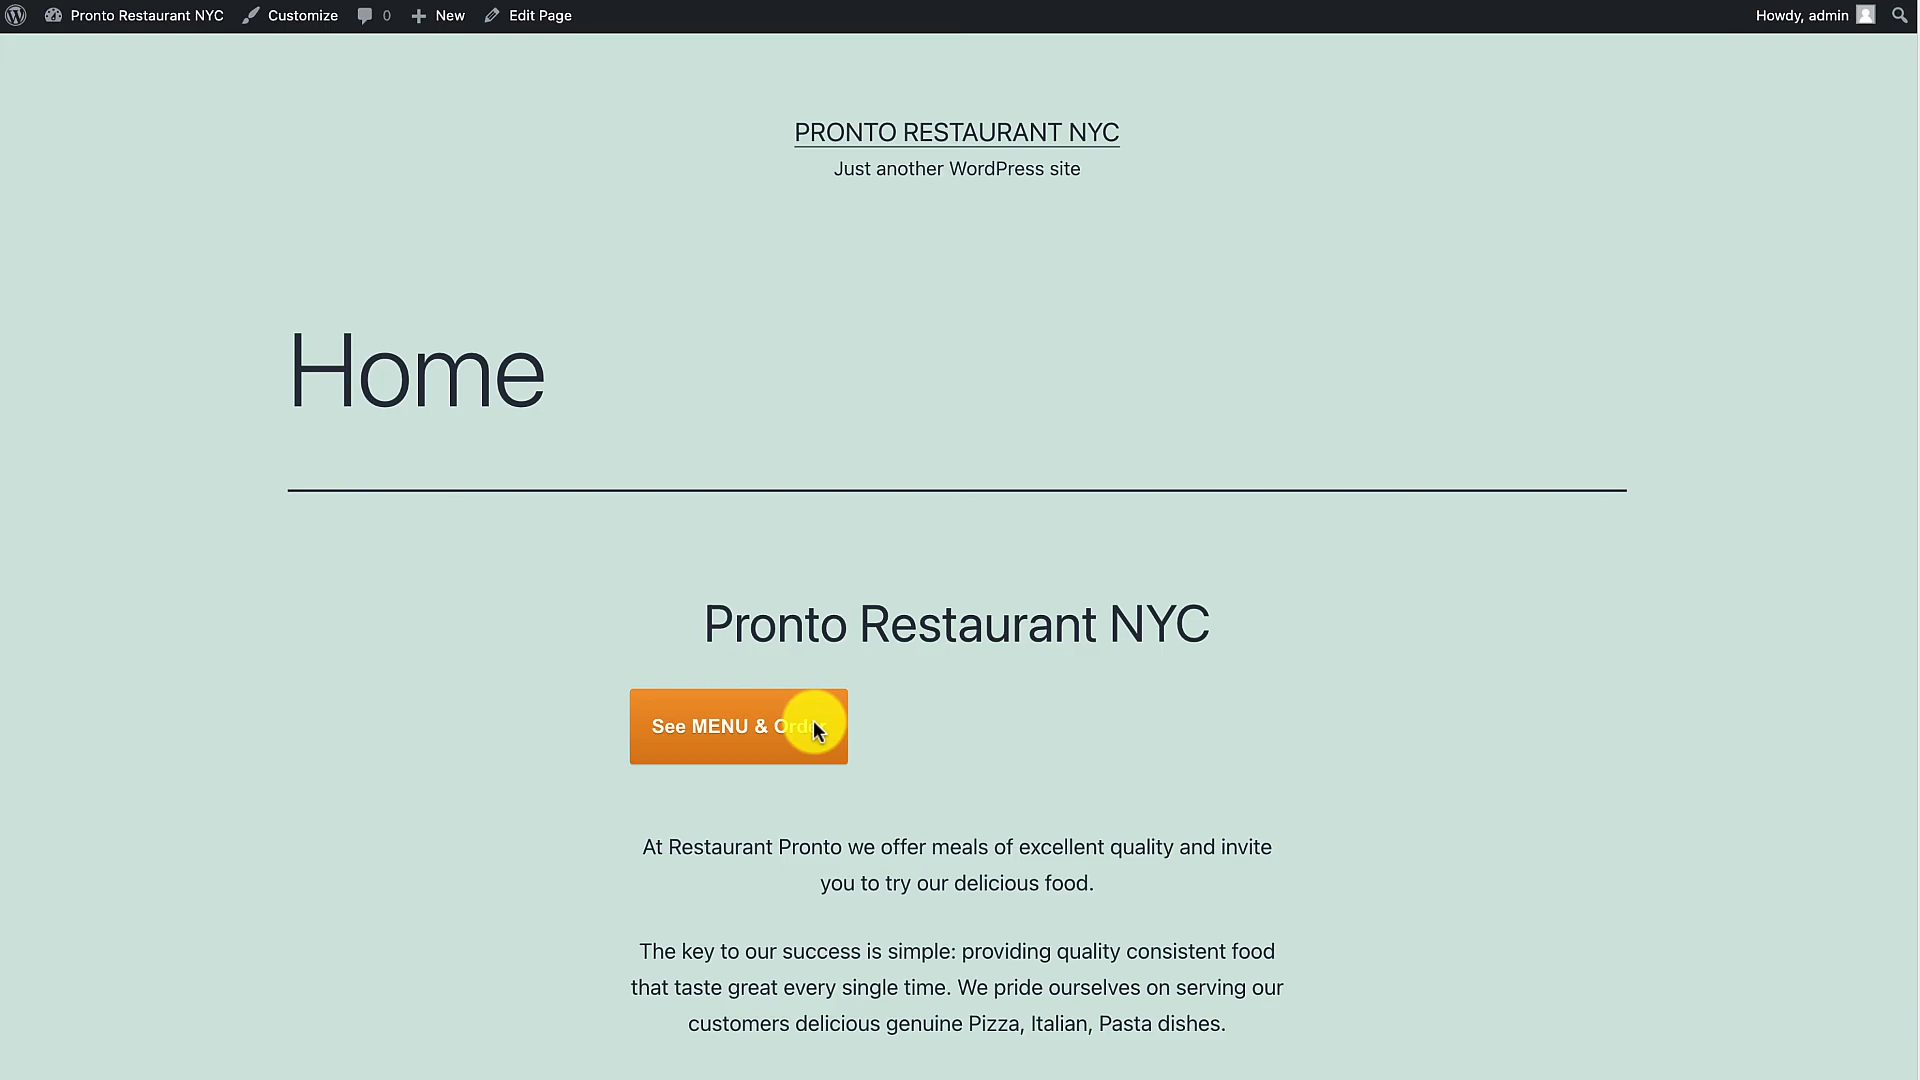 Pronto Restaurant NYC Customize 0 New Edit Page Howdy, admin
PRONTO RESTAURANT NYC
Just another WordPress site
Home
Pronto Restaurant NYC
See MENU & Order
At Restaurant Pronto we offer meals of excellent quality and invite
you to try our delicious food.
The key to our success is simple: providing quality consistent food
that taste great every single time. We pride ourselves on serving our
customers delicious genuine Pizza, Italian, Pasta dishes.